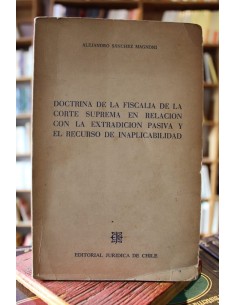 ALEJANDRO SANCHEZ
DOCTRINA DE LA FISCALIA DE LA
CORTE SUPREMA EN RELACION
CON LA EXTRADICION PASIVA Y
EL RECURSO DE INAPLICABILIDAD
EDITORIAL JURIDICA DE CHILE